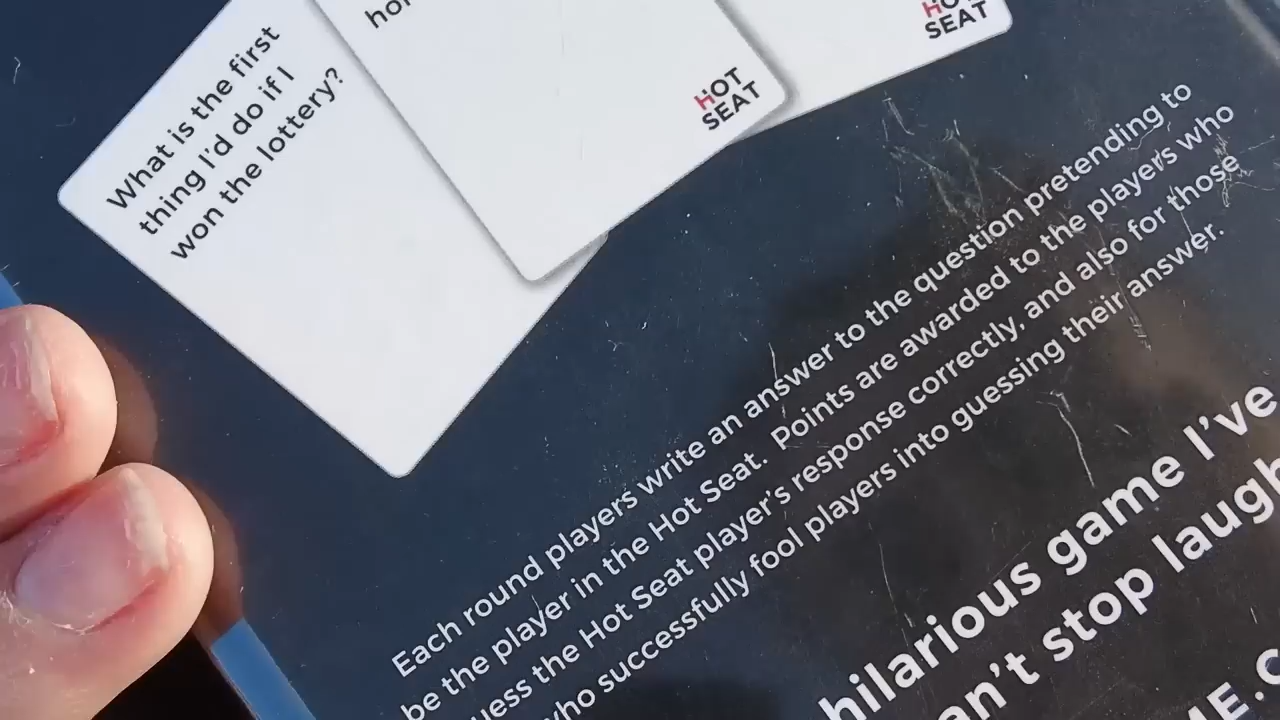 What is the first
thing I'd do if I
won the lottery?
HOT
SEAT
HOT
SEAT
Each round players write an answer to the question pretending to
be the player in the Hot Seat. Points are awarded to the players who
the Hot Seat player's response correctly, and also for those
successfully fool players into guessing their answer.
hilarious game I've
stop